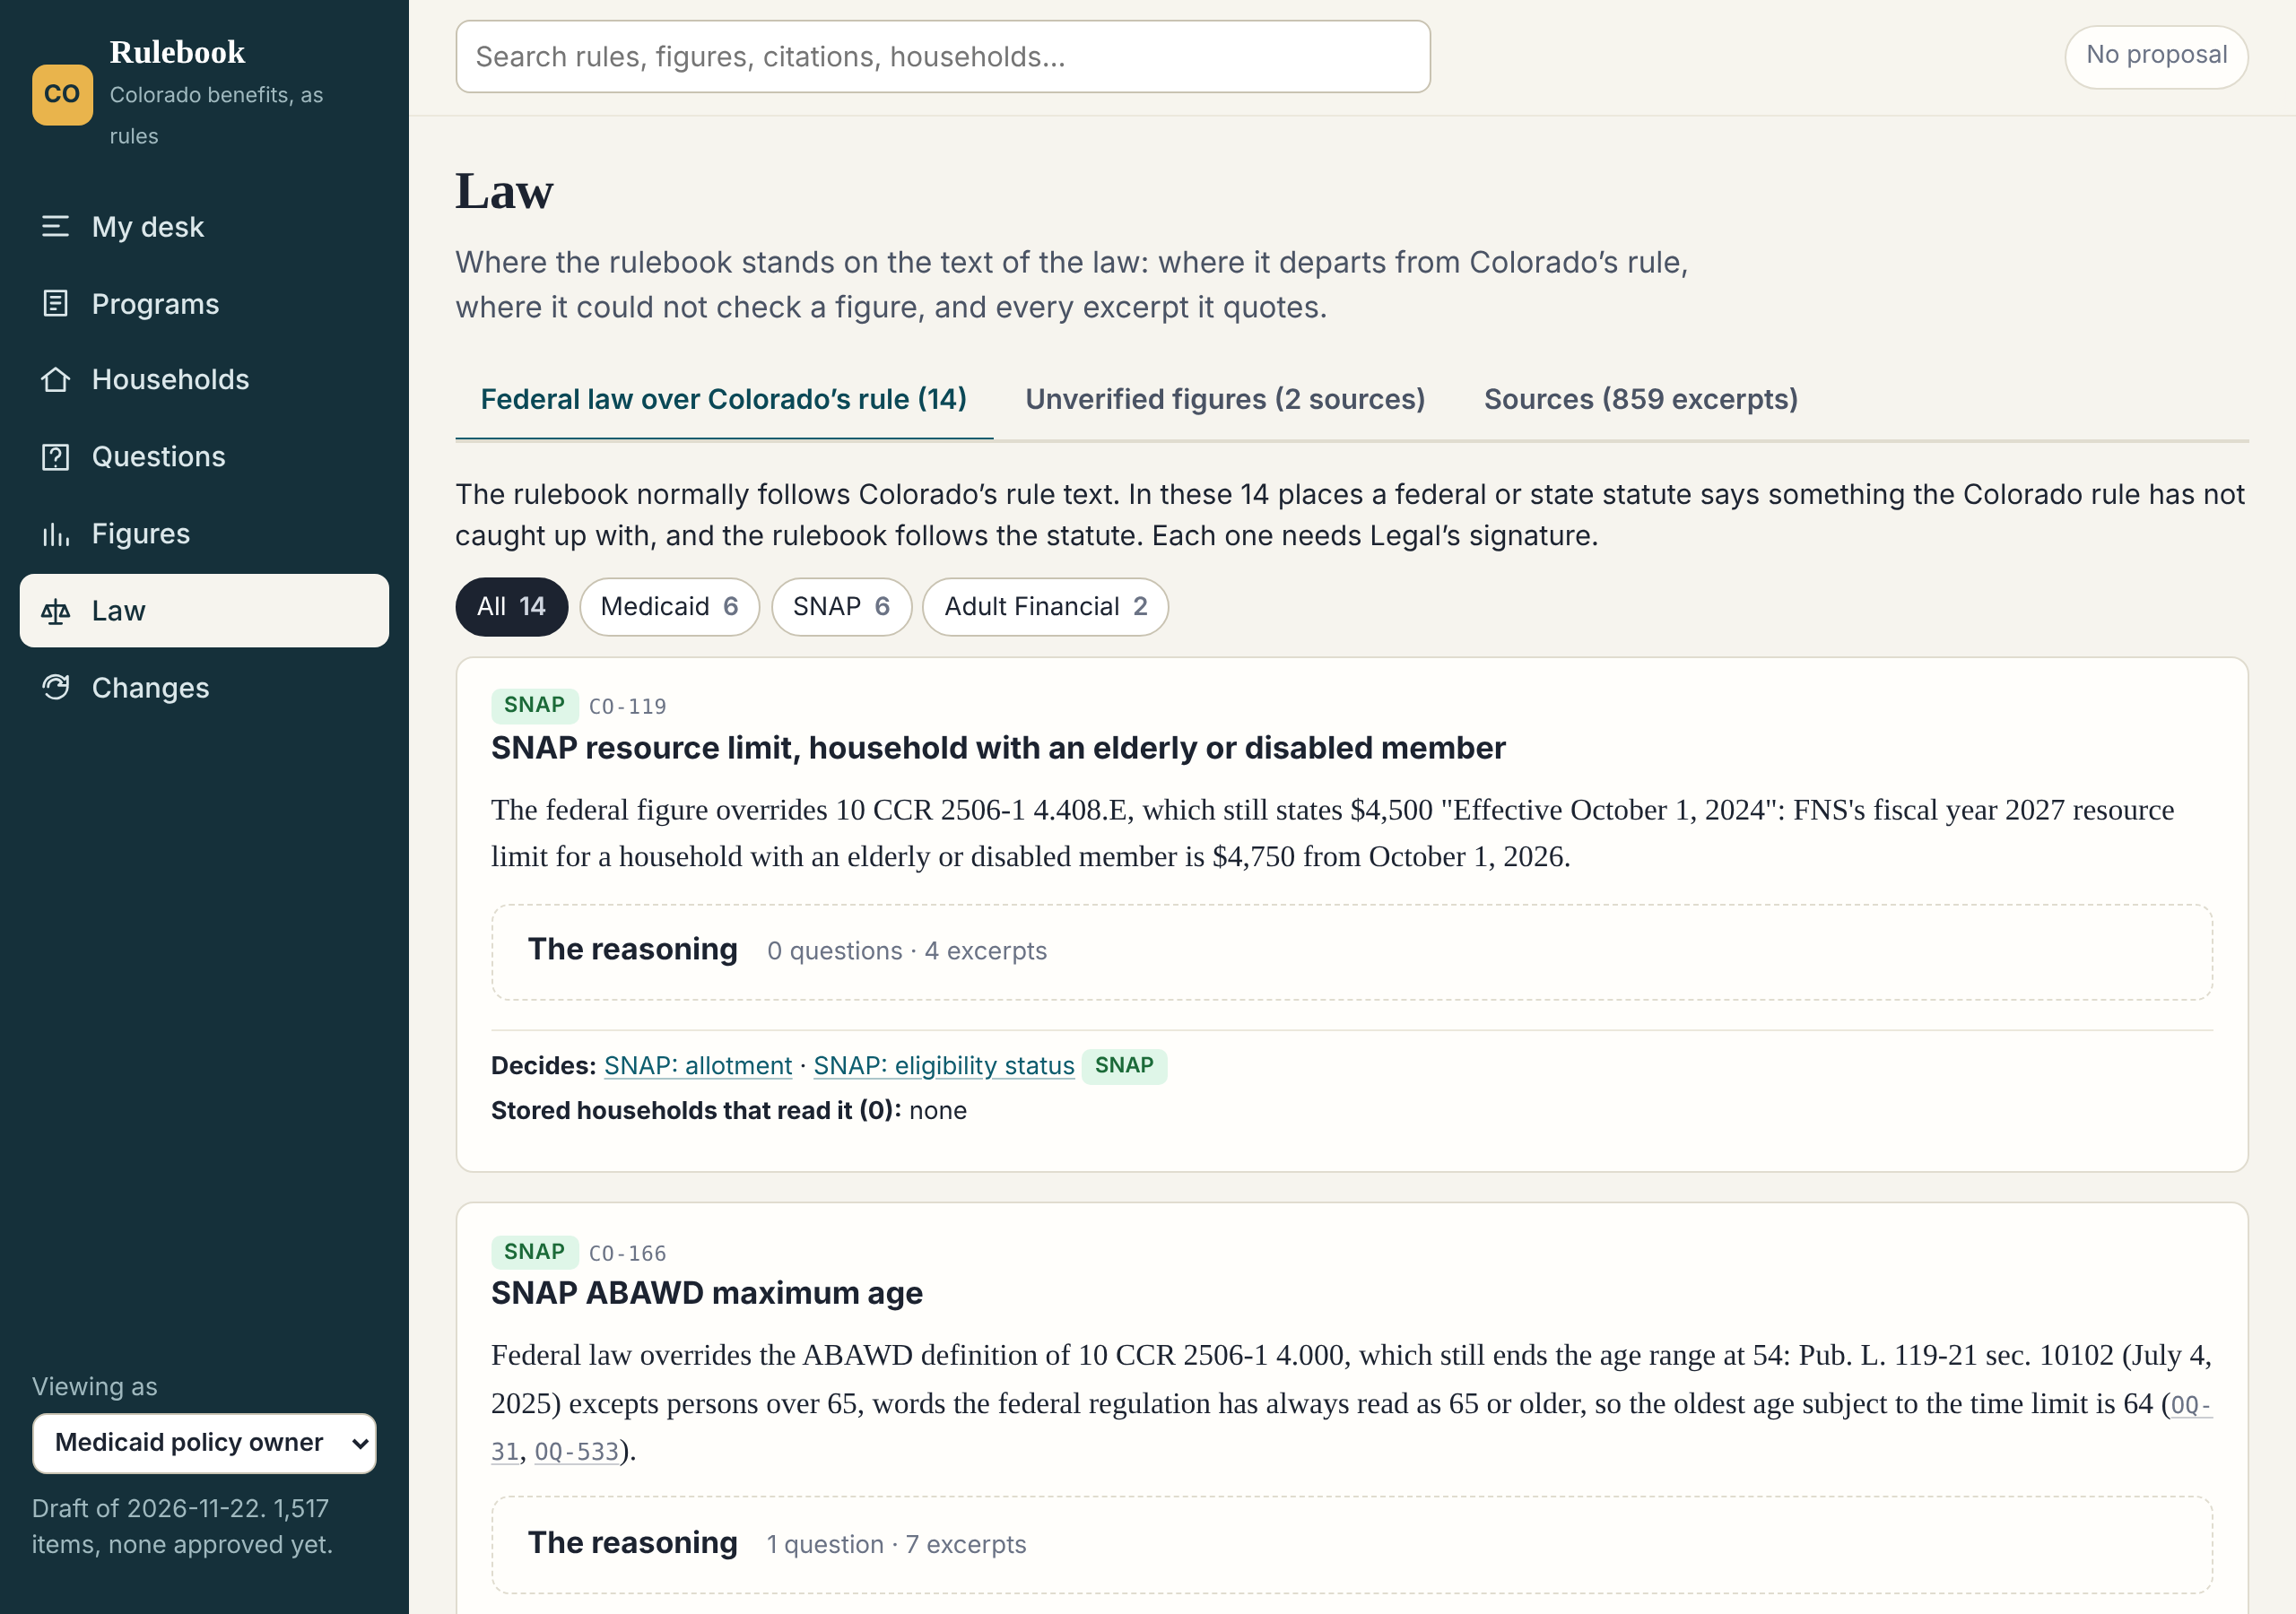 CO
Rulebook
Colorado benefits, as
rules
My desk
Programs
Households
Questions
Figures
Law
Changes
Viewing as
Medicaid policy owner
Draft of 2026-11-22. 1,517
items, none approved yet.
Search rules, figures, citations, households…
No proposal
Law
Where the rulebook stands on the text of the law: where it departs from Colorado’s rule,
where it could not check a figure, and every excerpt it quotes.
Federal law over Colorado’s rule (14)
Unverified figures (2 sources)
Sources (859 excerpts)
The rulebook normally follows Colorado’s rule text. In these 14 places a federal or state statute says something the Colorado rule has not
caught up with, and the rulebook follows the statute. Each one needs Legal’s signature.
All 14
Medicaid 6
SNAP 6
Adult Financial 2
SNAP CO-119
SNAP resource limit, household with an elderly or disabled member
The federal figure overrides 10 CCR 2506-1 4.408.E, which still states $4,500 "Effective October 1, 2024": FNS's fiscal year 2027 resource
limit for a household with an elderly or disabled member is $4,750 from October 1, 2026.
The reasoning 0 questions · 4 excerpts
Decides: SNAP: allotment · SNAP: eligibility status SNAP
Stored households that read it (0): none
SNAP CO-166
SNAP ABAWD maximum age
Federal law overrides the ABAWD definition of 10 CCR 2506-1 4.000, which still ends the age range at 54: Pub. L. 119-21 sec. 10102 (July 4,
2025) excepts persons over 65, words the federal regulation has always read as 65 or older, so the oldest age subject to the time limit is 64 (OQ-
31, OQ-533).
The reasoning 1 question · 7 excerpts